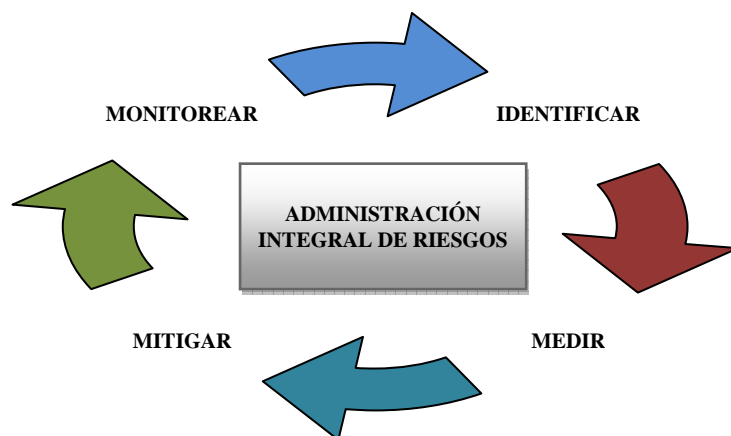 MONITOREAR
IDENTIFICAR
ADMINISTRACIÓN
INTEGRAL DE RIESGOS
MITIGAR
MEDIR